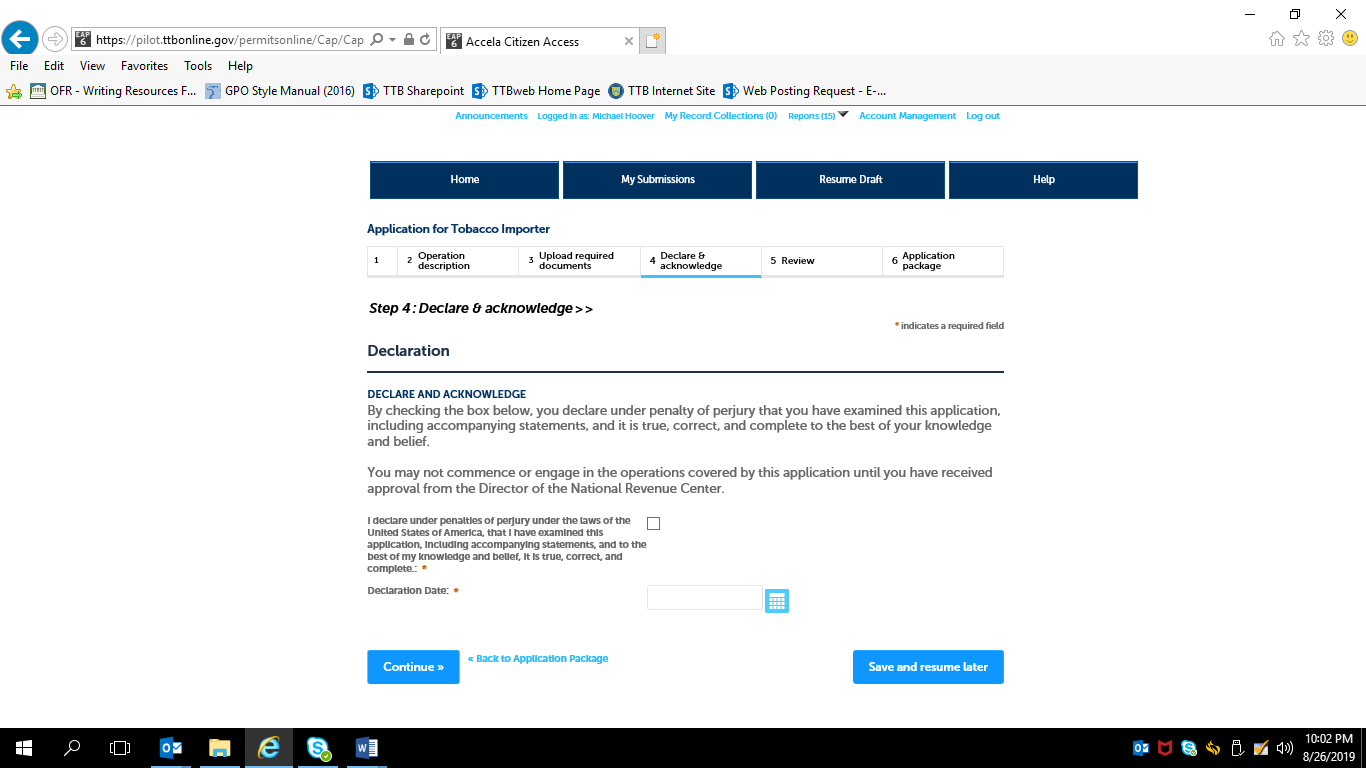 https://pilot.ttbonline.gov/permitsonline/Cap/Cap
EAP 6 Accela Citizen Access
File Edit View Favorites Tools Help
OFR - Writing Resources F... GPO Style Manual (2016) TTB Sharepoint TTBweb Home Page TTB Internet Site Web Posting Request - E-...
Announcements Logged in as: Michael Hoover My Record Collections (0) Reports (15) Account Management Log out
Home My Submissions Resume Draft Help
Application for Tobacco Importer
1 2 Operation description 3 Upload required documents 4 Declare & acknowledge 5 Review 6 Application package
Step 4 : Declare & acknowledge >>
* indicates a required field
Declaration
DECLARE AND ACKNOWLEDGE
By checking the box below, you declare under penalty of perjury that you have examined this application,
including accompanying statements, and it is true, correct, and complete to the best of your knowledge
and belief.
You may not commence or engage in the operations covered by this application until you have received
approval from the Director of the National Revenue Center.
I declare under penalties of perjury under the laws of the
United States of America, that I have examined this
application, including accompanying statements, and to the
best of my knowledge and belief, it is true, correct, and
complete.: *
Declaration Date: *
Continue » « Back to Application Package Save and resume later
10:02 PM
8/26/2019